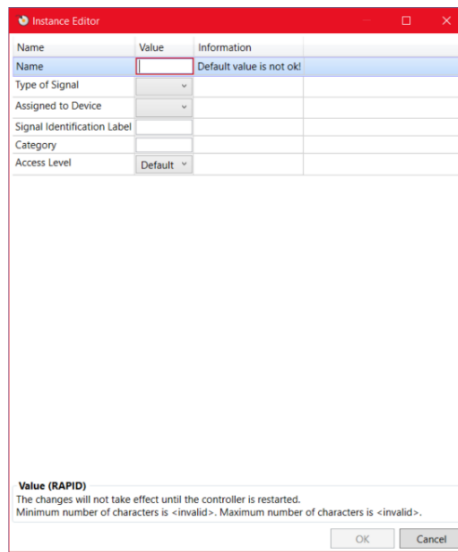 Instance Editor
Name Value Information
Name Default value is not ok!
Type of Signal
Assigned to Device
Signal Identification Label
Category
Access Level Default
Value (RAPID)
The changes will not take effect until the controller is restarted.
Minimum number of characters is <invalid>. Maximum number of characters is <invalid>.
OK Cancel